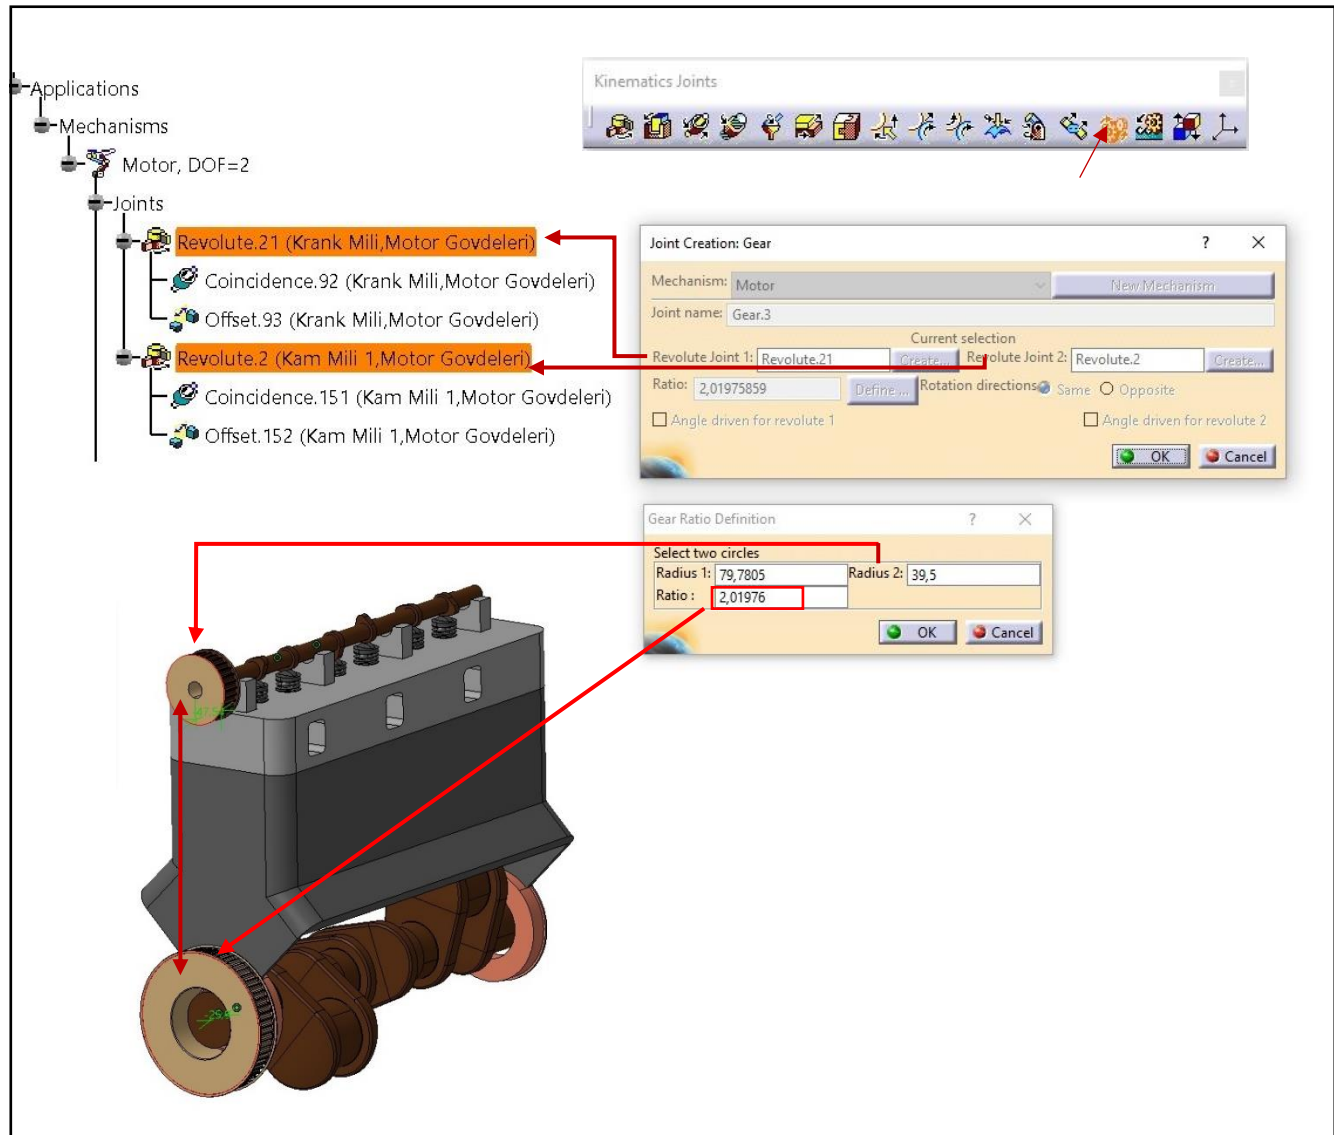 Applications
Mechanisms
Motor, DOF=2
Joints
Revolute.21 (Krank Mili,Motor Govdeleri)
Coincidence.92 (Krank Mili,Motor Govdeleri)
Offset.93 (Krank Mili,Motor Govdeleri)
Revolute.2 (Kam Mili 1,Motor Govdeleri)
Coincidence.151 (Kam Mili 1,Motor Govdeleri)
Offset.152 (Kam Mili 1,Motor Govdeleri)
Kinematics Joints
Joint Creation: Gear ? X
Mechanism: Motor New Mechanism
Joint name: Gear.3
Current selection
Revolute Joint 1: Revolute.21 Create... Revolute Joint 2: Revolute.2 Create...
Ratio: 2,01975859 Define ... Rotation directions Same Opposite
Angle driven for revolute 1 Angle driven for revolute 2
OK Cancel
Gear Ratio Definition ? X
Select two circles
Radius 1: 79,7805 Radius 2: 39,5
Ratio : 2,01976
OK Cancel